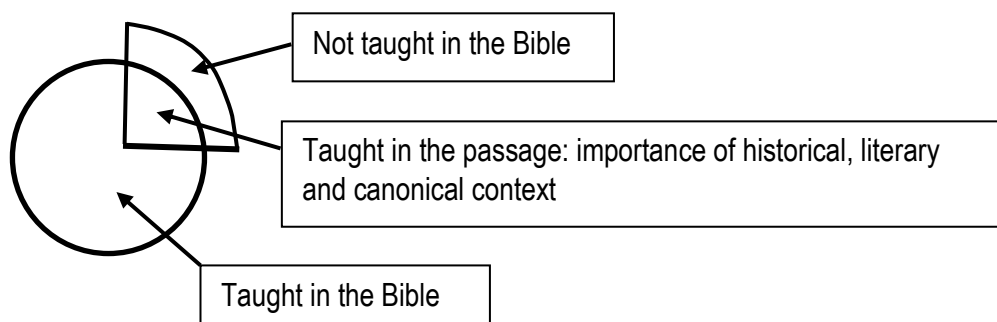 Not taught in the Bible
Taught in the passage: importance of historical, literary
and canonical context
Taught in the Bible